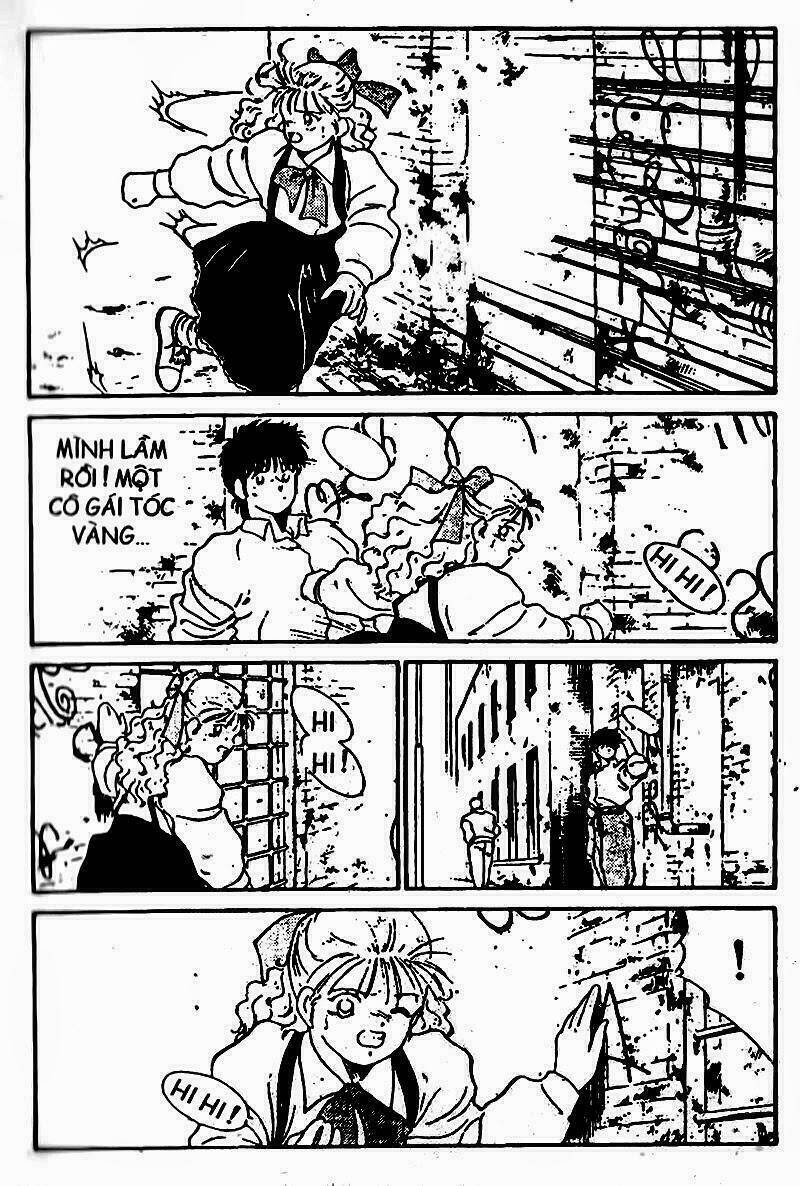 MÌNH LẦM
RỒI! MỘT
CÔ GÁI TÓC
VÀNG...
HI HI!
HI
HI!
!
HI HI!